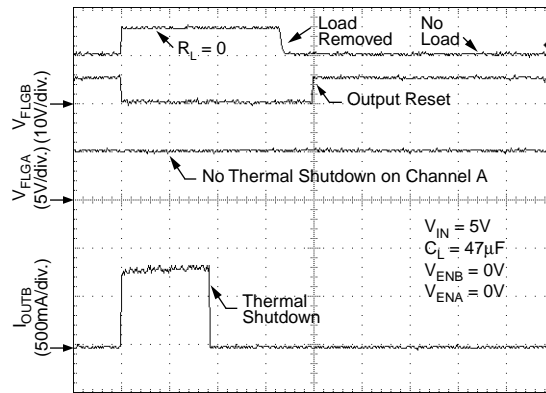 Load
Removed
No
Load
R_L = 0
V_FLGB
(10V/div.)
Output Reset
V_FLGA
(5V/div.)
No Thermal Shutdown on Channel A
V_IN = 5V
C_L = 47µF
V_ENB = 0V
V_ENA = 0V
I_OUTB
(500mA/div.)
Thermal
Shutdown